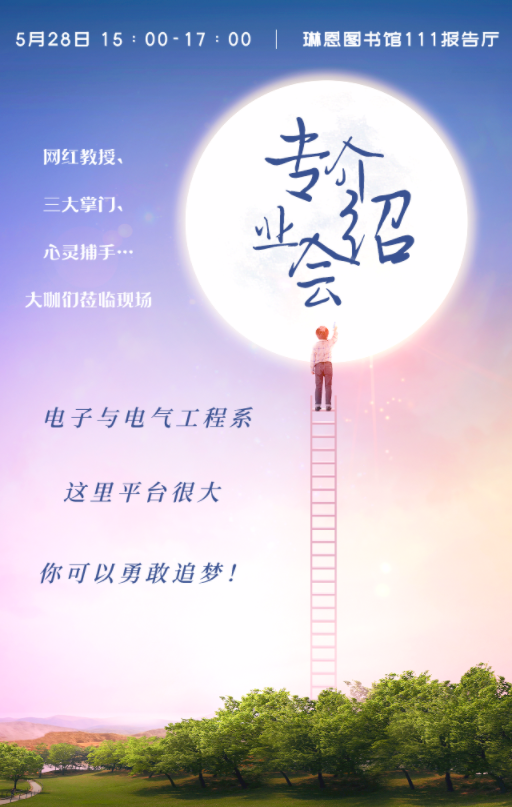 5月28日 15：00-17：00 ｜ 琳恩图书馆111报告厅
专业介绍会
网红教授、
三大掌门、
心灵捕手…
大咖们莅临现场
电子与电气工程系
这里平台很大
你可以勇敢追梦！